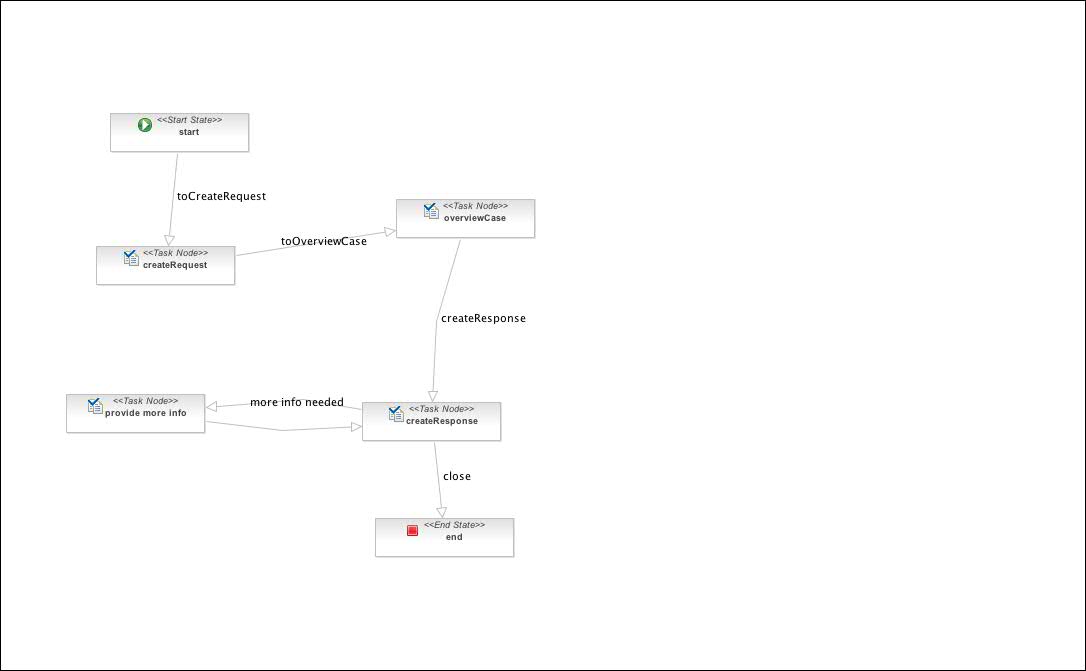 <<Start State>>
start
toCreateRequest
<<Task Node>>
overviewCase
toOverviewCase
<<Task Node>>
createRequest
createResponse
<<Task Node>>
provide more info
more info needed
<<Task Node>>
createResponse
close
<<End State>>
end